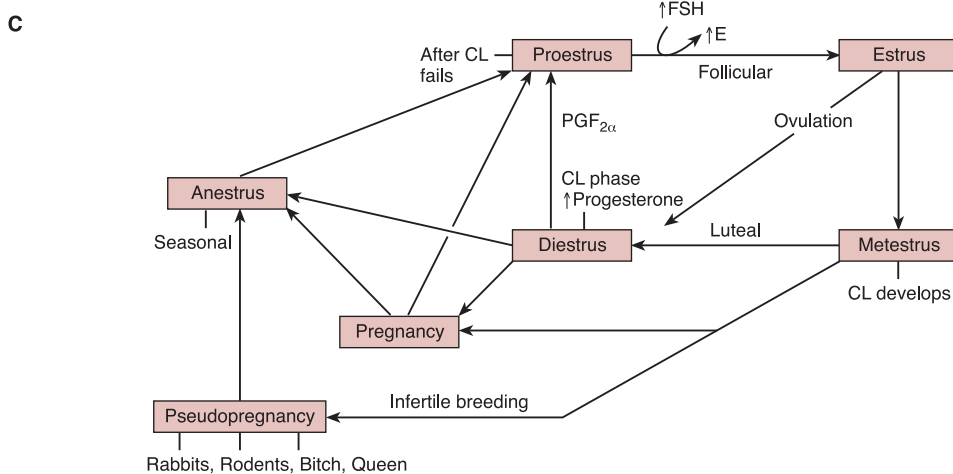 C
↑FSH
↑E
After CL
fails
Proestrus
Estrus
Follicular
Ovulation
PGF2α
CL phase
↑Progesterone
Anestrus
Seasonal
Diestrus
Luteal
Metestrus
CL develops
Pregnancy
Infertile breeding
Pseudopregnancy
Rabbits, Rodents, Bitch, Queen